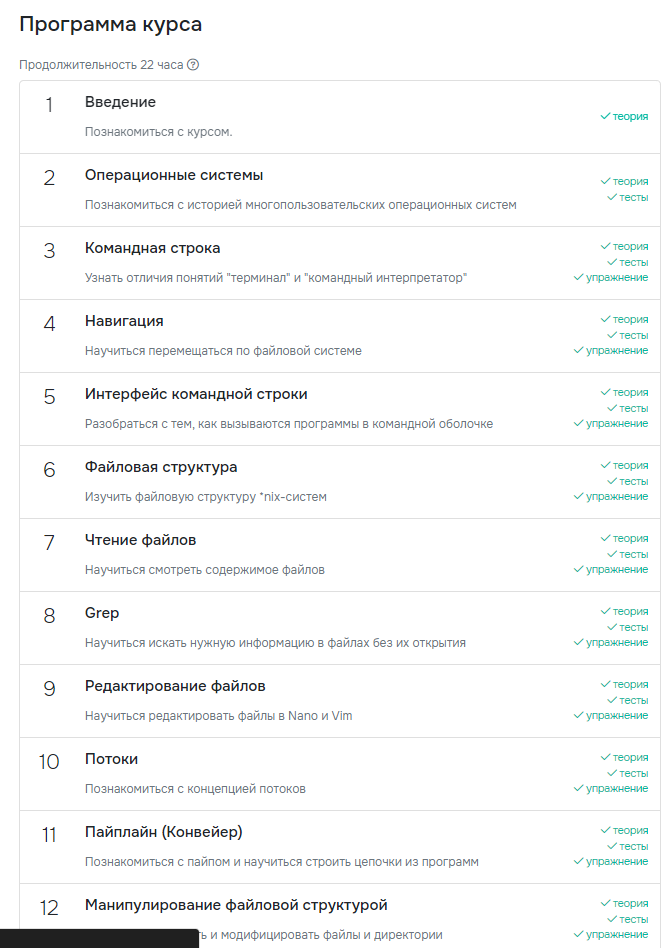 Программа курса
Продолжительность 22 часа
1
Введение
Познакомиться с курсом.
теория
2
Операционные системы
Познакомиться с историей многопользовательских операционных систем
теория
тесты
3
Командная строка
Узнать отличия понятий "терминал" и "командный интерпретатор"
теория
тесты
упражнение
4
Навигация
Научиться перемещаться по файловой системе
теория
тесты
упражнение
5
Интерфейс командной строки
Разобраться с тем, как вызываются программы в командной оболочке
теория
тесты
упражнение
6
Файловая структура
Изучить файловую структуру *nix-систем
теория
тесты
упражнение
7
Чтение файлов
Научиться смотреть содержимое файлов
теория
тесты
упражнение
8
Grep
Научиться искать нужную информацию в файлах без их открытия
теория
тесты
упражнение
9
Редактирование файлов
Научиться редактировать файлы в Nano и Vim
теория
тесты
упражнение
10
Потоки
Познакомиться с концепцией потоков
теория
тесты
упражнение
11
Пайплайн (Конвейер)
Познакомиться с пайпом и научиться строить цепочки из программ
теория
тесты
упражнение
12
Манипулирование файловой структурой
и модифицировать файлы и директории
теория
тесты
упражнение